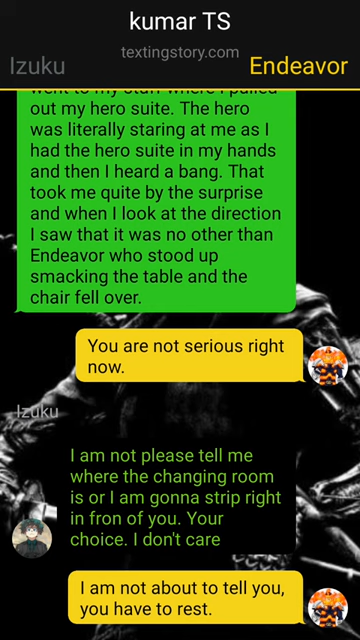 kumar TS
textingstory.com
Izuku
Endeavor
went to my stuff where I pulled
out my hero suite. The hero
was literally staring at me as I
had the hero suite in my hands
and then I heard a bang. That
took me quite by the surprise
and when I look at the direction
I saw that it was no other than
Endeavor who stood up
smacking the table and the
chair fell over.
You are not serious right
now.
Izuku
I am not please tell me
where the changing room
is or I am gonna strip right
in fron of you. Your
choice. I don't care
I am not about to tell you,
you have to rest.